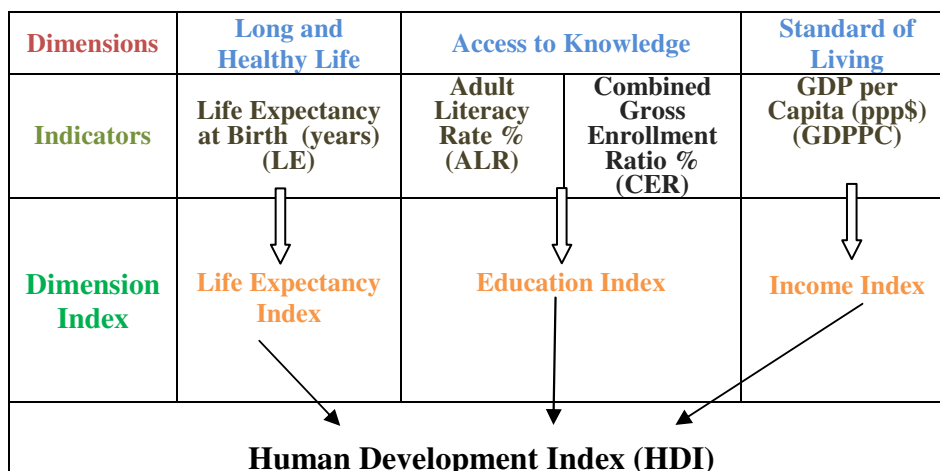 Dimensions
Long and
Healthy Life
Access to Knowledge
Standard of
Living
Indicators
Life Expectancy
at Birth (years)
(LE)
Adult
Literacy
Rate %
(ALR)
Combined
Gross
Enrollment
Ratio %
(CER)
GDP per
Capita (ppp$)
(GDPPC)
Dimension
Index
Life Expectancy
Index
Education Index
Income Index
Human Development Index (HDI)